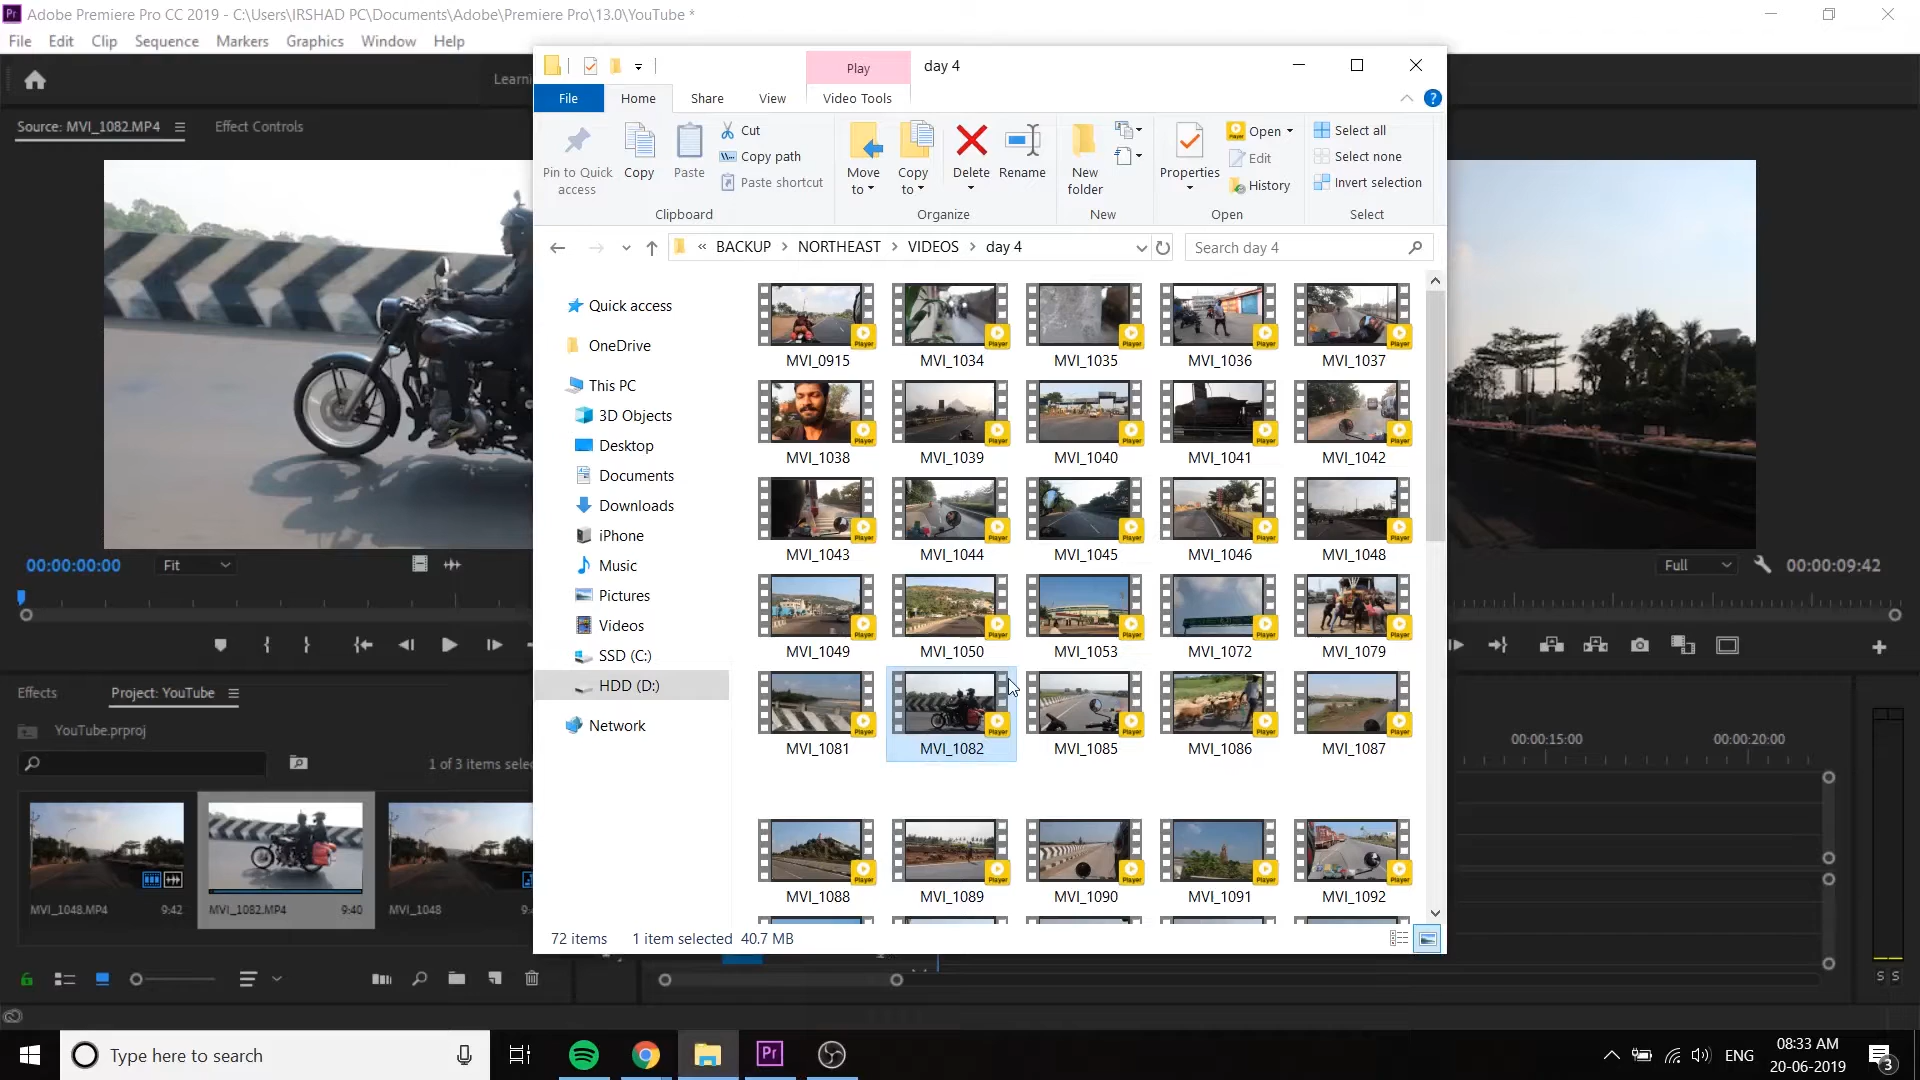 Adobe Premiere Pro CC 2019 - C:\Users\IRSHAD PC\Documents\Adobe\Premiere Pro\13.0\YouTube *
File Edit Clip Sequence Markers Graphics Window Help
Learni
Source: MVI_1082.MP4
Effect Controls
00:00:00:00
Fit
Effects
Project: YouTube
YouTube.prproj
1 of 3 items selec
MVI_1048.MP4 9:42
MVI_1082.MP4 9:40
MVI_1048 9:
Play
day 4
File Home Share View Video Tools
Pin to Quick access
Copy
Paste
Cut
Copy path
Paste shortcut
Clipboard
Move to
Copy to
Delete
Rename
Organize
New folder
New
Properties
Open
Edit
History
Open
Select all
Select none
Invert selection
Select
« BACKUP > NORTHEAST > VIDEOS > day 4
Search day 4
Quick access
OneDrive
This PC
3D Objects
Desktop
Documents
Downloads
iPhone
Music
Pictures
Videos
SSD (C:)
HDD (D:)
Network
MVI_0915 MVI_1034 MVI_1035 MVI_1036 MVI_1037
MVI_1038 MVI_1039 MVI_1040 MVI_1041 MVI_1042
MVI_1043 MVI_1044 MVI_1045 MVI_1046 MVI_1048
MVI_1049 MVI_1050 MVI_1053 MVI_1072 MVI_1079
MVI_1081 MVI_1082 MVI_1085 MVI_1086 MVI_1087
MVI_1088 MVI_1089 MVI_1090 MVI_1091 MVI_1092
72 items 1 item selected 40.7 MB
Full
00:00:09:42
00:00:15:00 00:00:20:00
S S
Type here to search
Pr
ENG
08:33 AM
20-06-2019
3